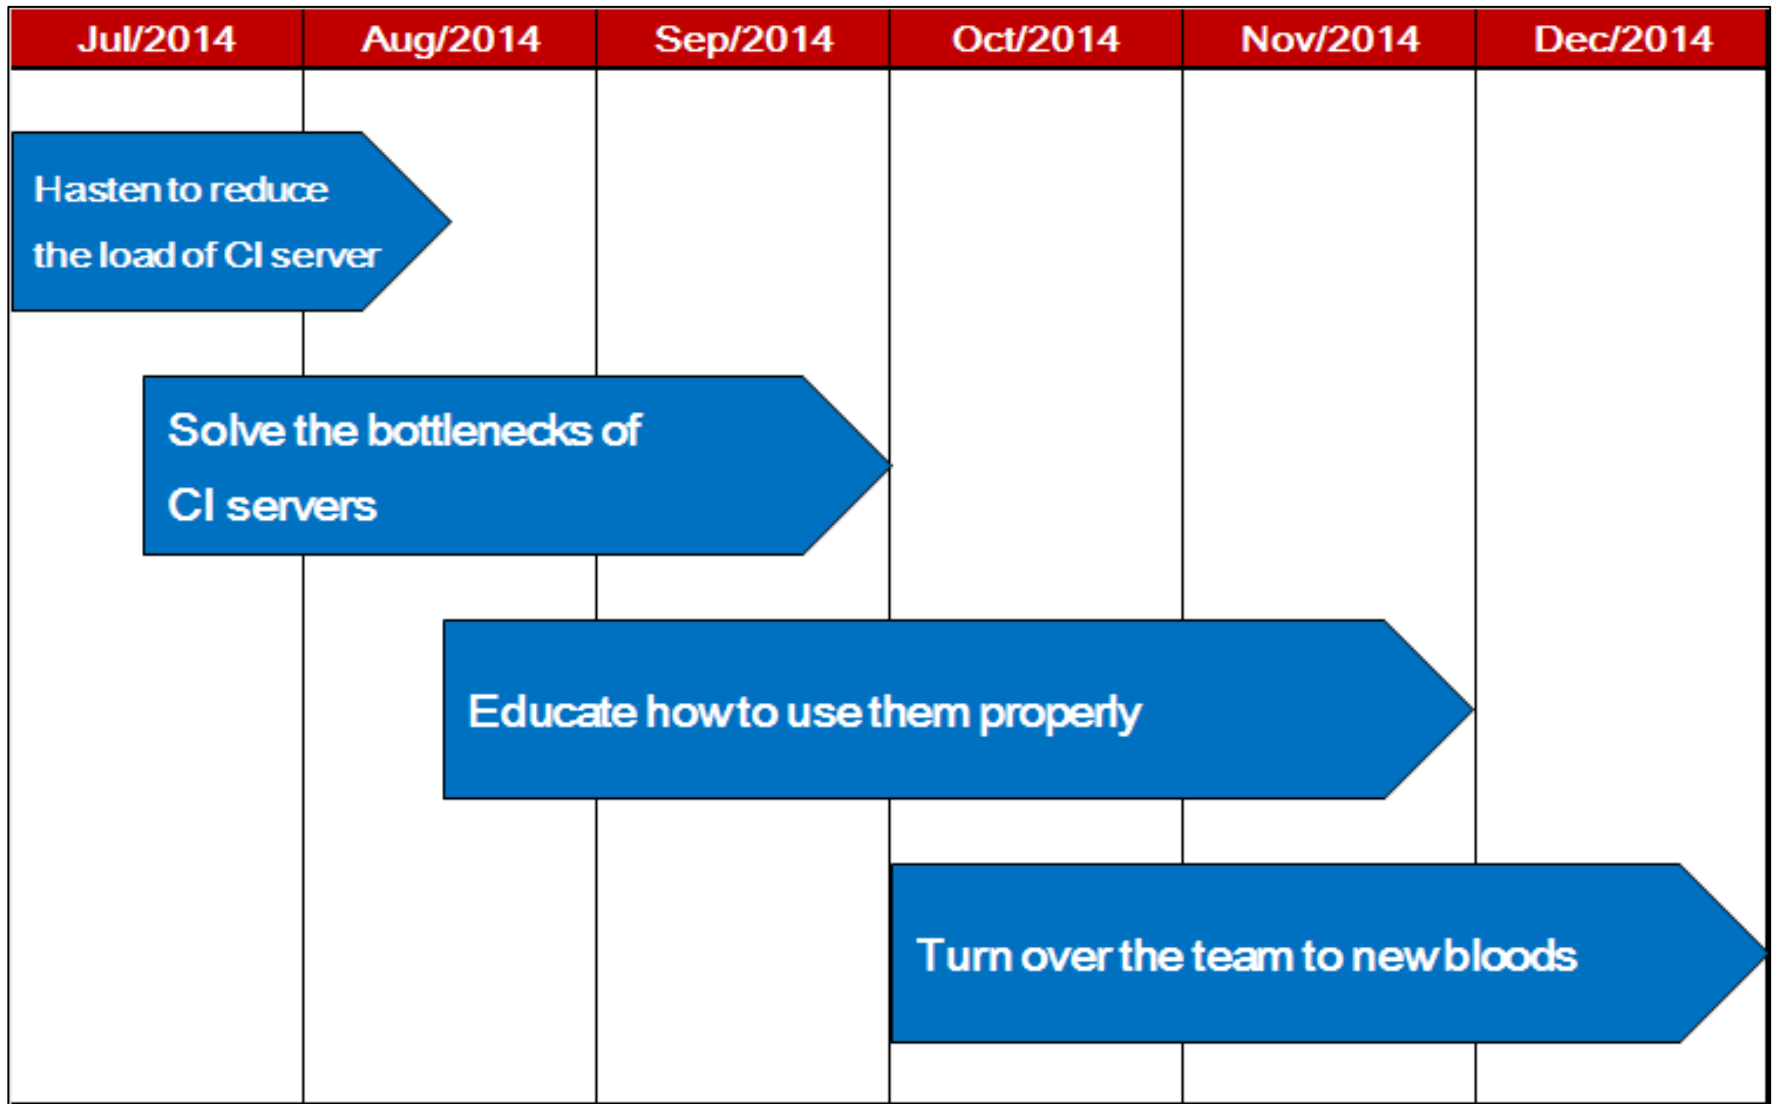 Jul/2014 Aug/2014 Sep/2014 Oct/2014 Nov/2014 Dec/2014
Hasten to reduce
the load of CI server
Solve the bottlenecks of
CI servers
Educate how to use them properly
Turn over the team to new bloods